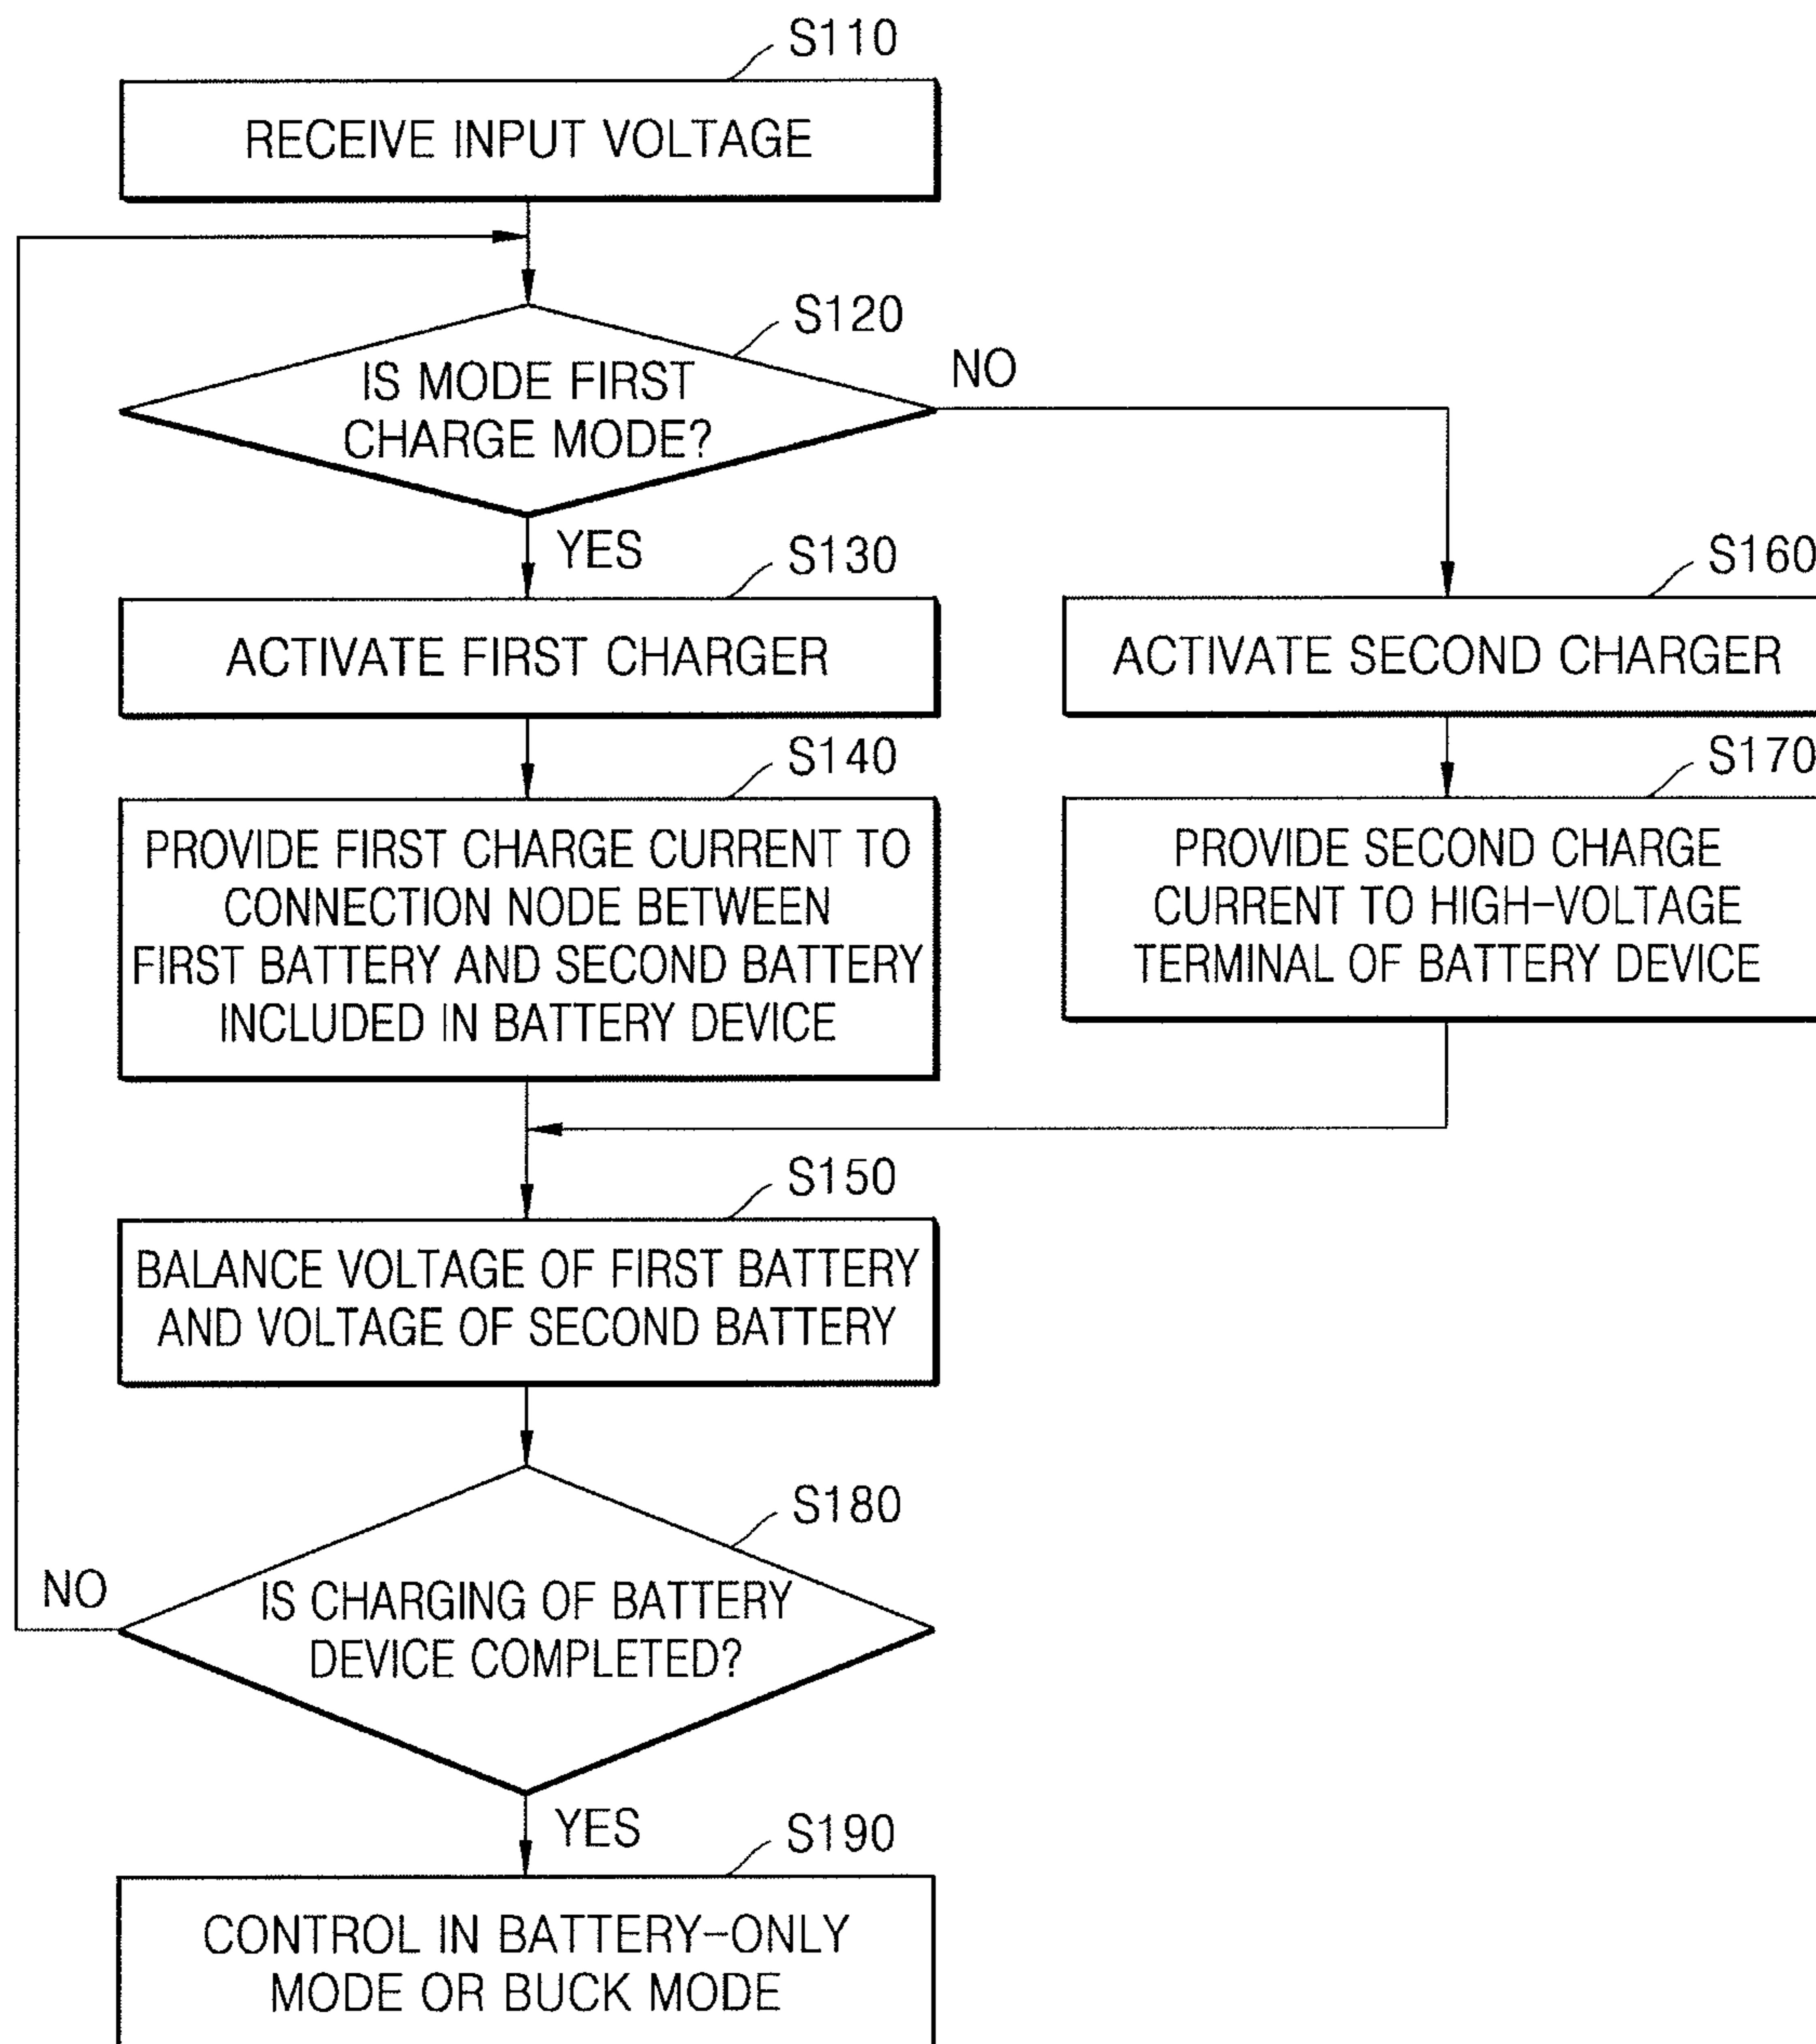 S110
RECEIVE INPUT VOLTAGE
S120
IS MODE FIRST
CHARGE MODE?
NO
YES
S130
ACTIVATE FIRST CHARGER
S160
ACTIVATE SECOND CHARGER
S140
PROVIDE FIRST CHARGE CURRENT TO
CONNECTION NODE BETWEEN
FIRST BATTERY AND SECOND BATTERY
INCLUDED IN BATTERY DEVICE
S170
PROVIDE SECOND CHARGE
CURRENT TO HIGH-VOLTAGE
TERMINAL OF BATTERY DEVICE
S150
BALANCE VOLTAGE OF FIRST BATTERY
AND VOLTAGE OF SECOND BATTERY
S180
IS CHARGING OF BATTERY
DEVICE COMPLETED?
NO
YES
S190
CONTROL IN BATTERY-ONLY
MODE OR BUCK MODE